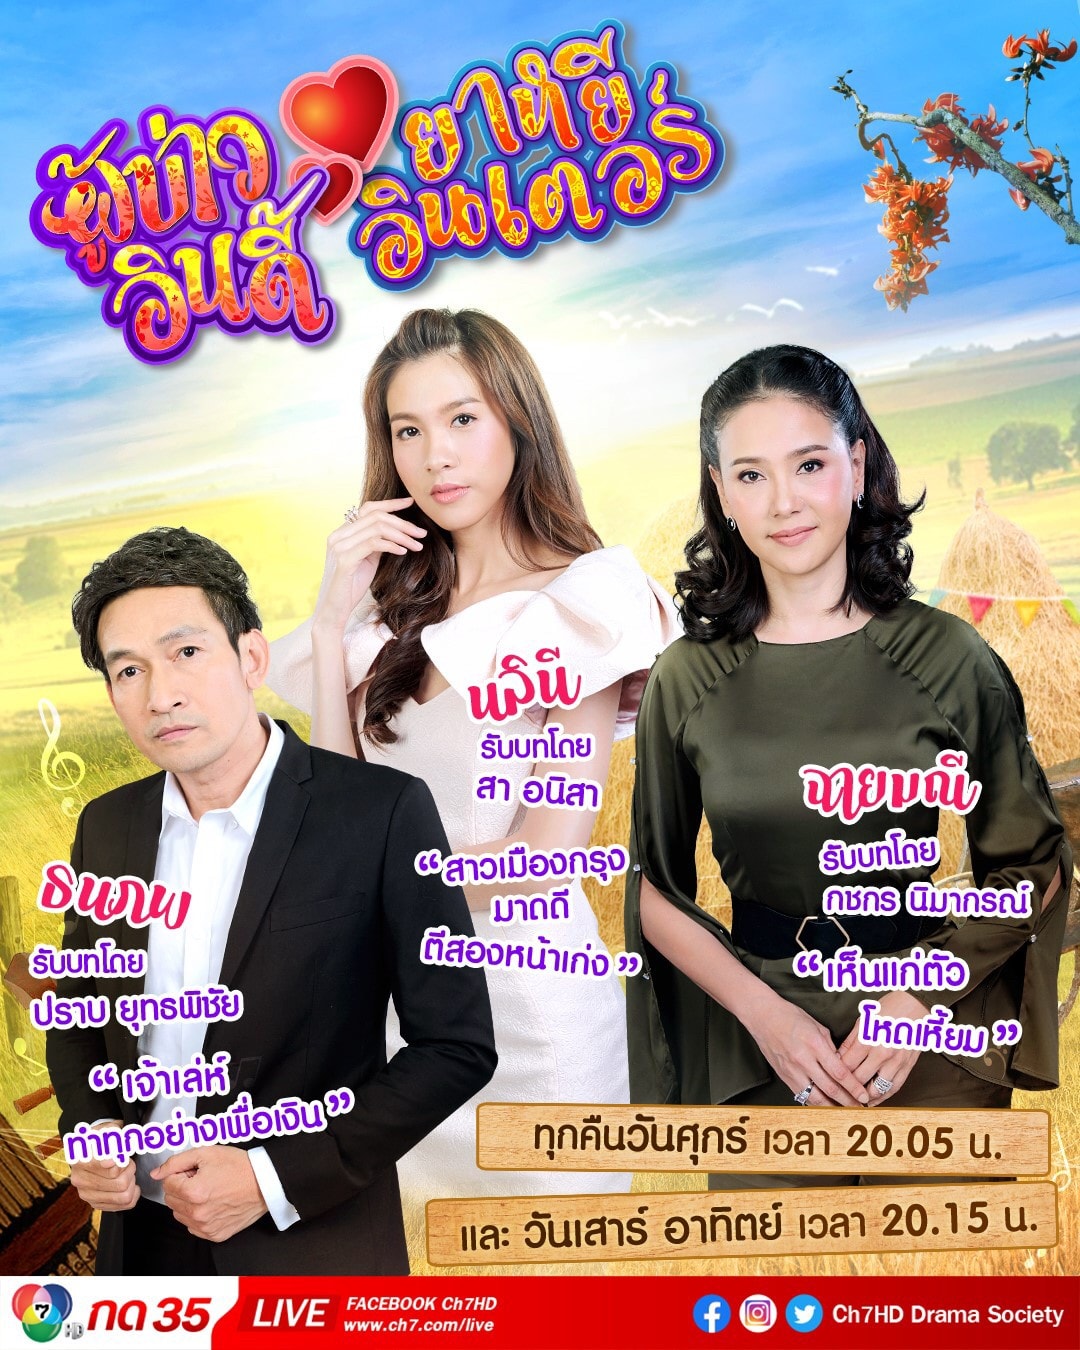 ผู้บ่าว
อินดี้
ยาหยี
อินเตอร์
นลินี
รับบทโดย
สา อนิสา
“สาวเมืองกรุง
มาดดี
ตีสองหน้าเก่ง”
ฉายมณี
รับบทโดย
กชกร นิมากรณ์
“เห็นแก่ตัว
โหดเหี้ยม”
ธนภพ
รับบทโดย
ปราบ ยุทธพิชัย
“เจ้าเล่ห์
ทำทุกอย่างเพื่อเงิน”
ทุกคืนวันศุกร์ เวลา 20.05 น.
และ วันเสาร์ อาทิตย์ เวลา 20.15 น.
7 HD กด 35
LIVE
FACEBOOK Ch7HD
www.ch7.com/live
Ch7HD Drama Society